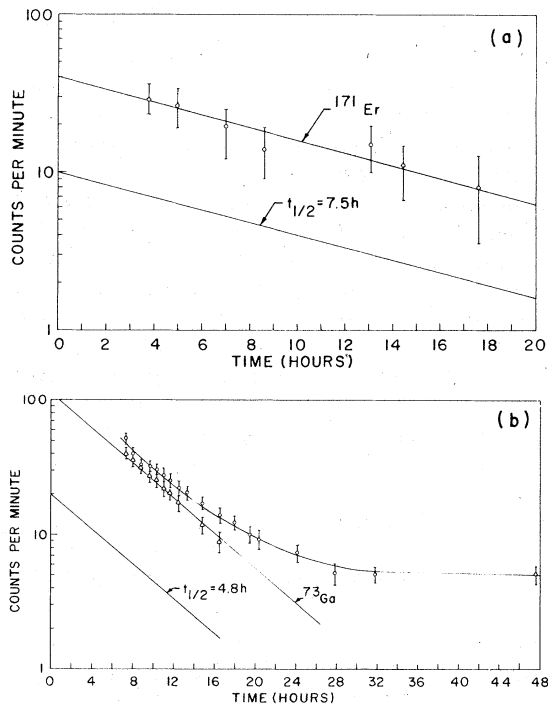 (a)
100
10
1
COUNTS PER MINUTE
171Er
t1/2 = 7.5h
0 2 4 6 8 10 12 14 16 18 20
TIME (HOURS)
(b)
100
10
1
COUNTS PER MINUTE
t1/2 = 4.8h
73Ga
0 4 8 12 16 20 24 28 32 36 40 44 48
TIME (HOURS)